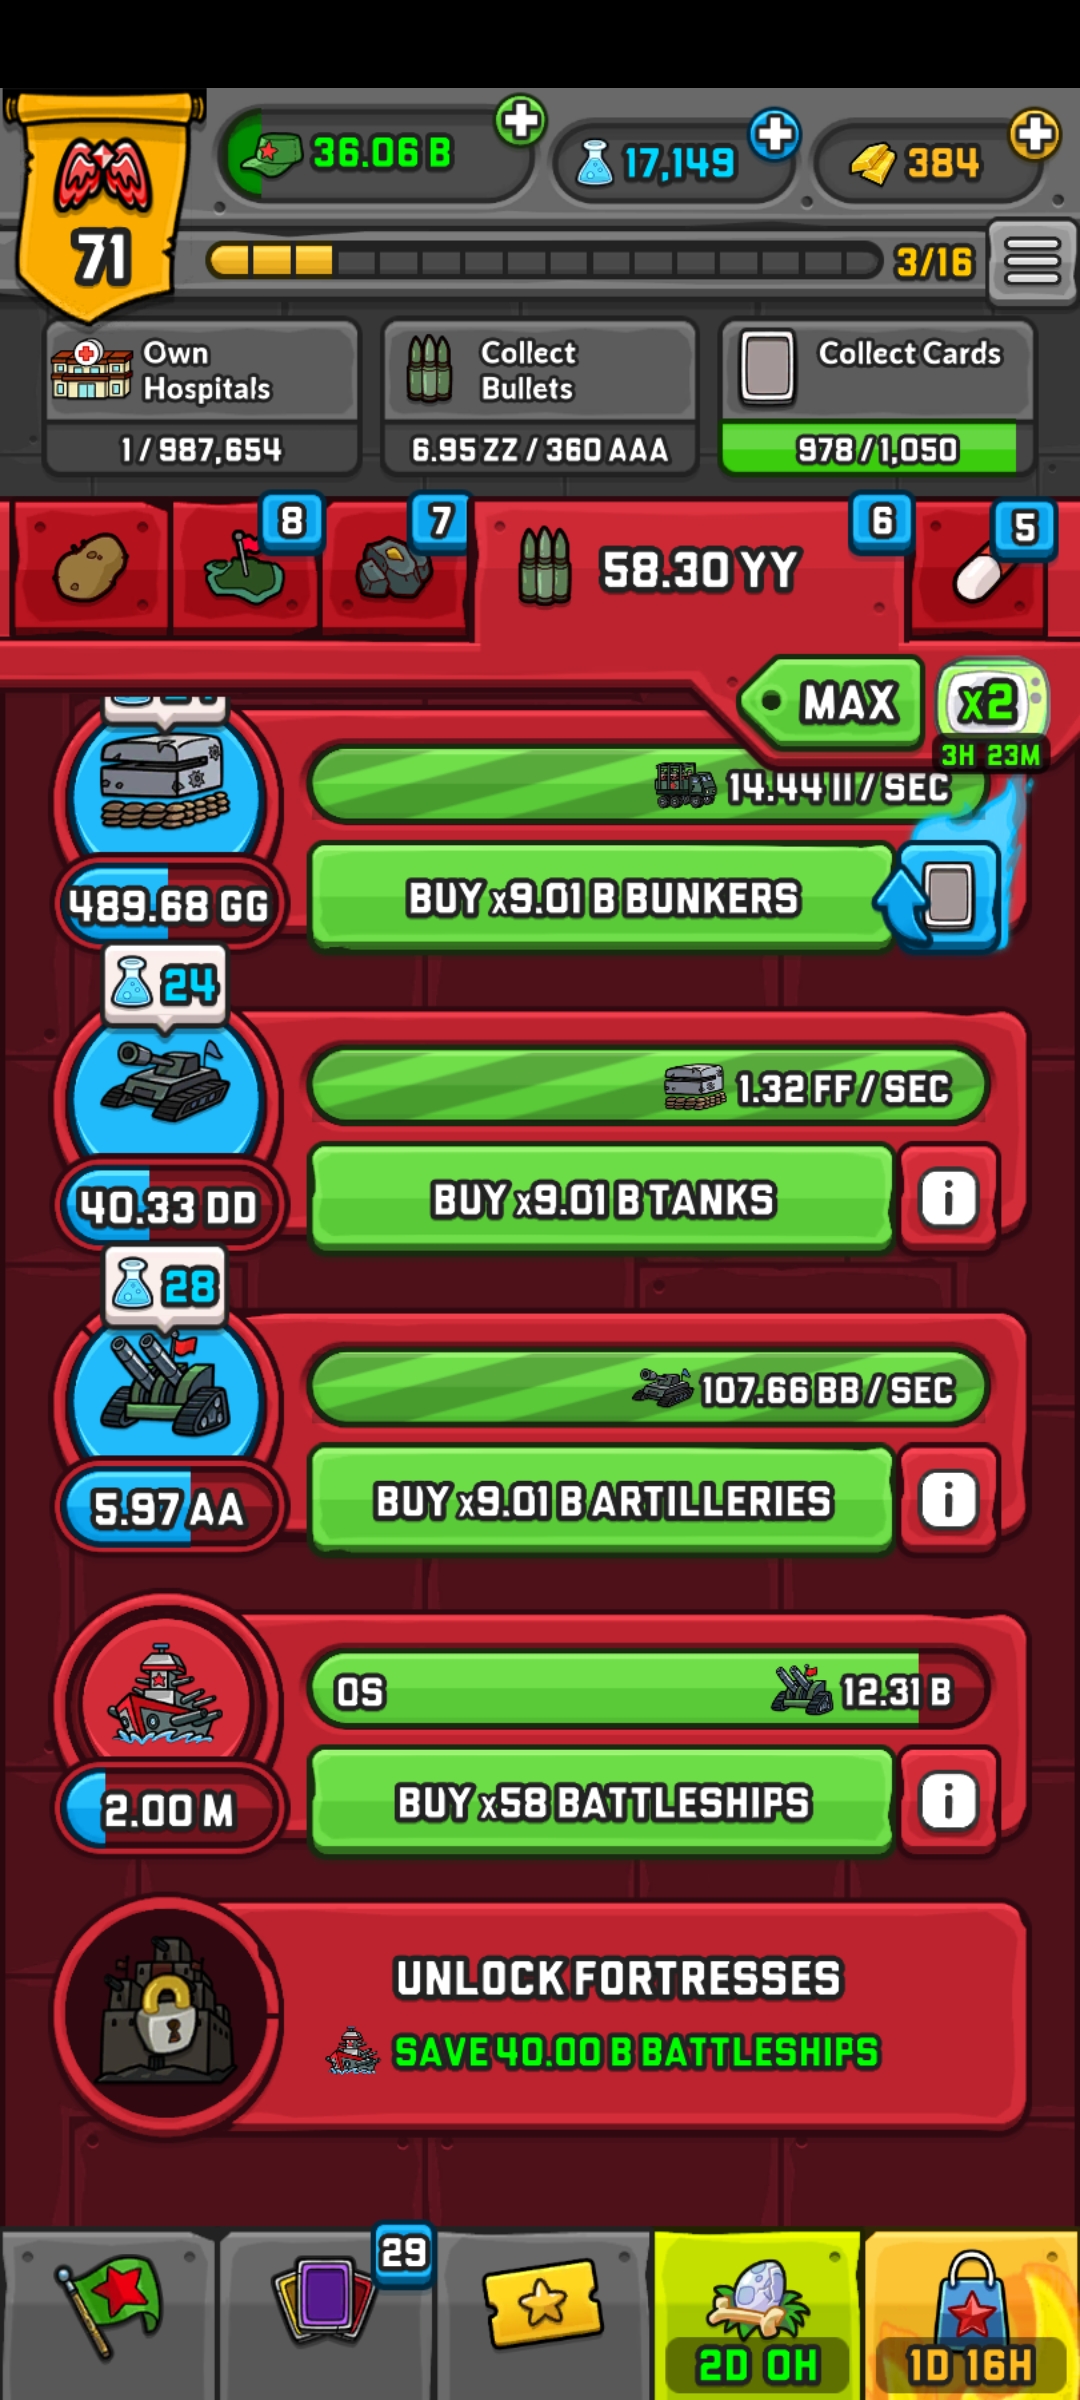 36.06 B
17,149
384
71
3/16
Own
Hospitals
1/987,654
Collect
Bullets
6.95 ZZ / 360 AAA
Collect Cards
978/1,050
8
7
58.30 YY
6
5
MAX
x2
3H 23M
14.44 II / SEC
489.68 GG
BUY x9.01 B BUNKERS
24
1.32 FF / SEC
40.33 DD
BUY x9.01 B TANKS
i
28
107.66 BB / SEC
5.97 AA
BUY x9.01 B ARTILLERIES
i
0S
12.31 B
2.00 M
BUY x58 BATTLESHIPS
i
UNLOCK FORTRESSES
SAVE 40.00 B BATTLESHIPS
29
2D 0H
1D 16H